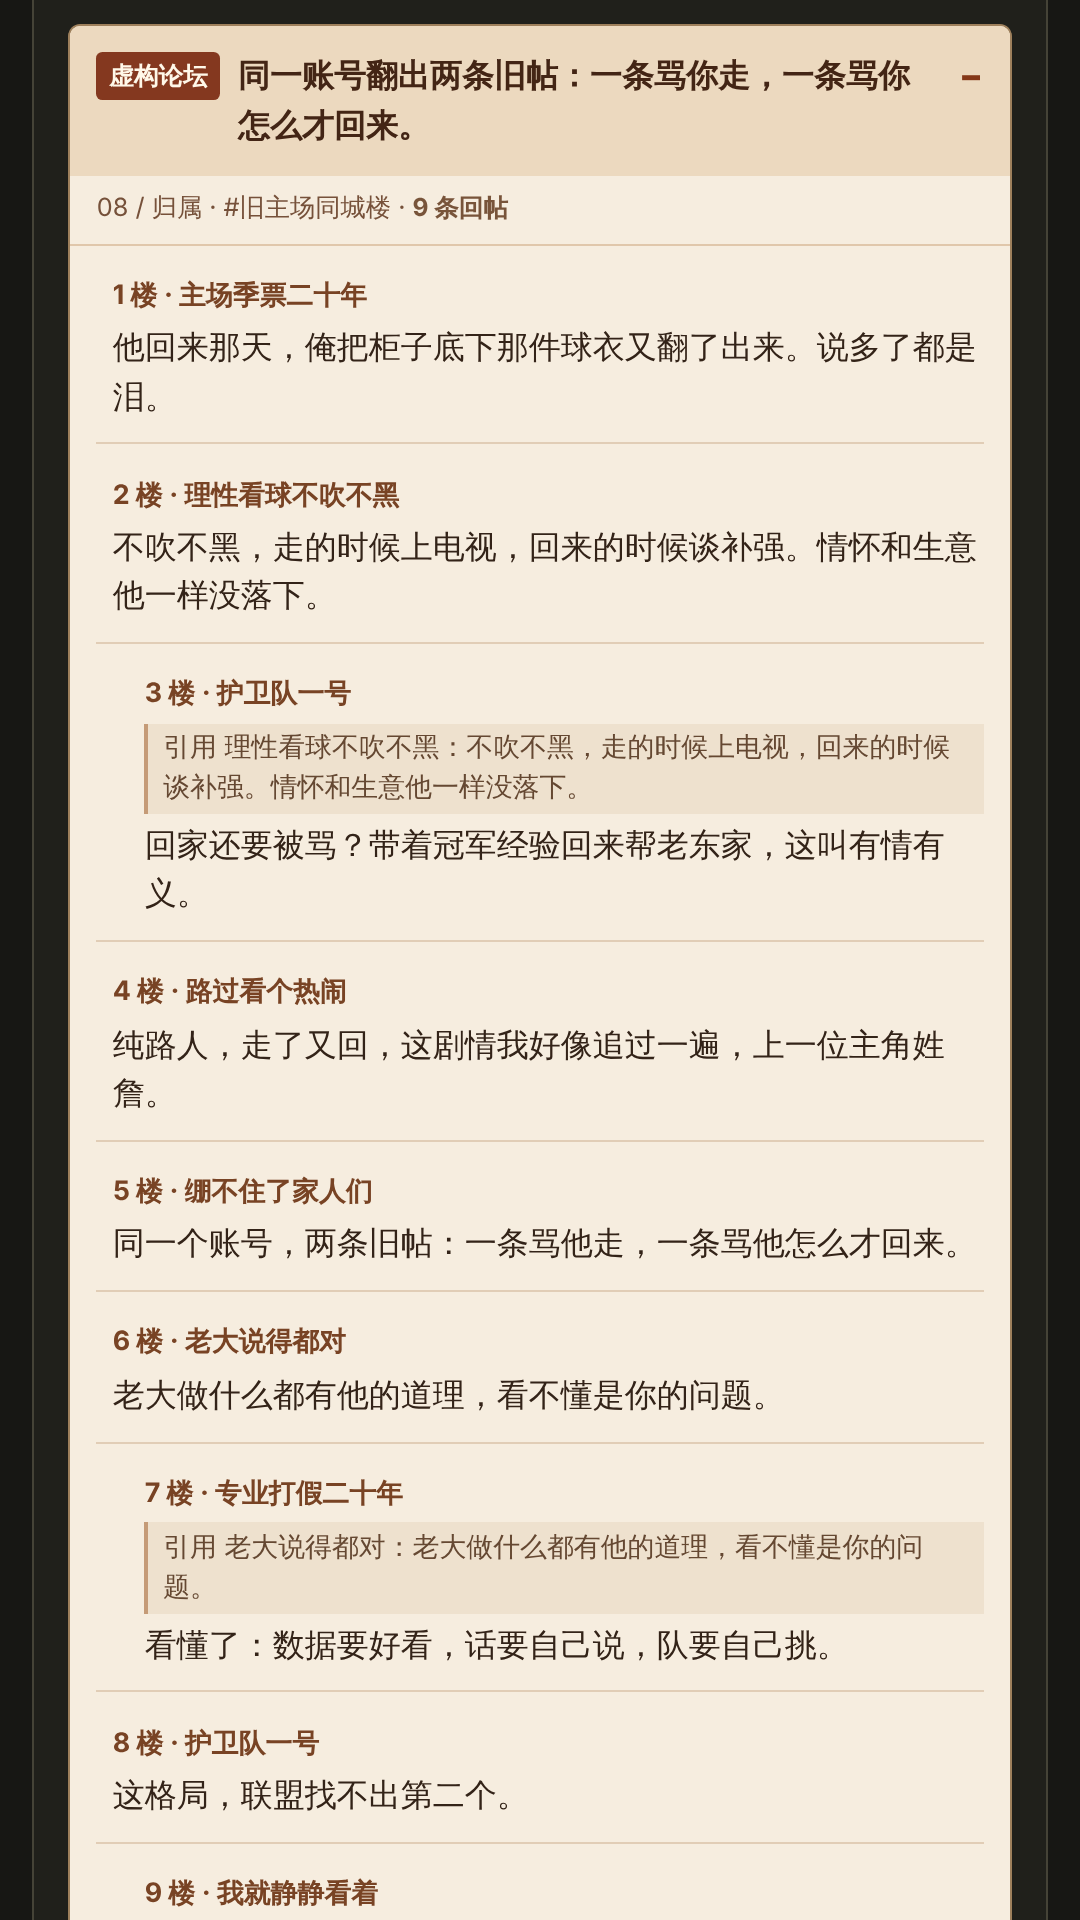 虚构论坛
同一账号翻出两条旧帖：一条骂你走，一条骂你
怎么才回来。
08 / 归属 · #旧主场同城楼 · 9 条回帖
1 楼 · 主场季票二十年
他回来那天，俺把柜子底下那件球衣又翻了出来。说多了都是
泪。
2 楼 · 理性看球不吹不黑
不吹不黑，走的时候上电视，回来的时候谈补强。情怀和生意
他一样没落下。
3 楼 · 护卫队一号
引用 理性看球不吹不黑：不吹不黑，走的时候上电视，回来的时候
谈补强。情怀和生意他一样没落下。
回家还要被骂？带着冠军经验回来帮老东家，这叫有情有
义。
4 楼 · 路过看个热闹
纯路人，走了又回，这剧情我好像追过一遍，上一位主角姓
詹。
5 楼 · 绷不住了家人们
同一个账号，两条旧帖：一条骂他走，一条骂他怎么才回来。
6 楼 · 老大说得都对
老大做什么都有他的道理，看不懂是你的问题。
7 楼 · 专业打假二十年
引用 老大说得都对：老大做什么都有他的道理，看不懂是你的问
题。
看懂了：数据要好看，话要自己说，队要自己挑。
8 楼 · 护卫队一号
这格局，联盟找不出第二个。
9 楼 · 我就静静看着